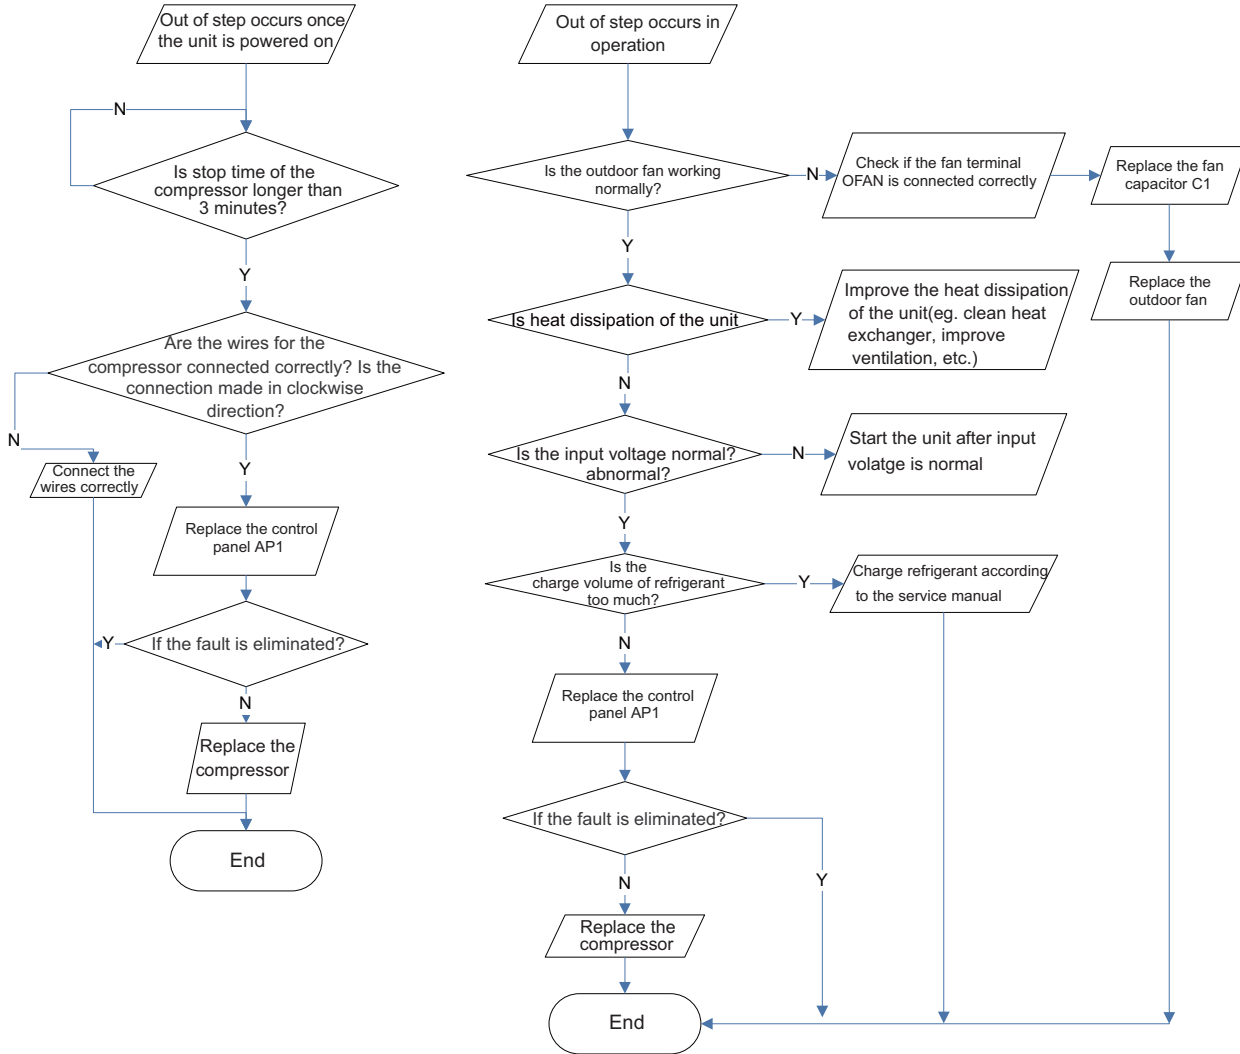 Out of step occurs once
the unit is powered on
N
Is stop time of the
compressor longer than
3 minutes?
Y
Are the wires for the
compressor connected correctly? Is the
connection made in clockwise
direction?
N
Connect the
wires correctly
Y
Replace the control
panel AP1
If the fault is eliminated?
Y
N
Replace the
compressor
End
Out of step occurs in
operation
Is the outdoor fan working
normally?
N
Check if the fan terminal
OFAN is connected correctly
Replace the fan
capacitor C1
Replace the
outdoor fan
Y
Is heat dissipation of the unit
Y
Improve the heat dissipation
of the unit(eg. clean heat
exchanger, improve
ventilation, etc.)
N
Is the input voltage normal?
abnormal?
N
Start the unit after input
volatge is normal
Y
Is the
charge volume of refrigerant
too much?
Y
Charge refrigerant according
to the service manual
N
Replace the control
panel AP1
If the fault is eliminated?
Y
N
Replace the
compressor
End